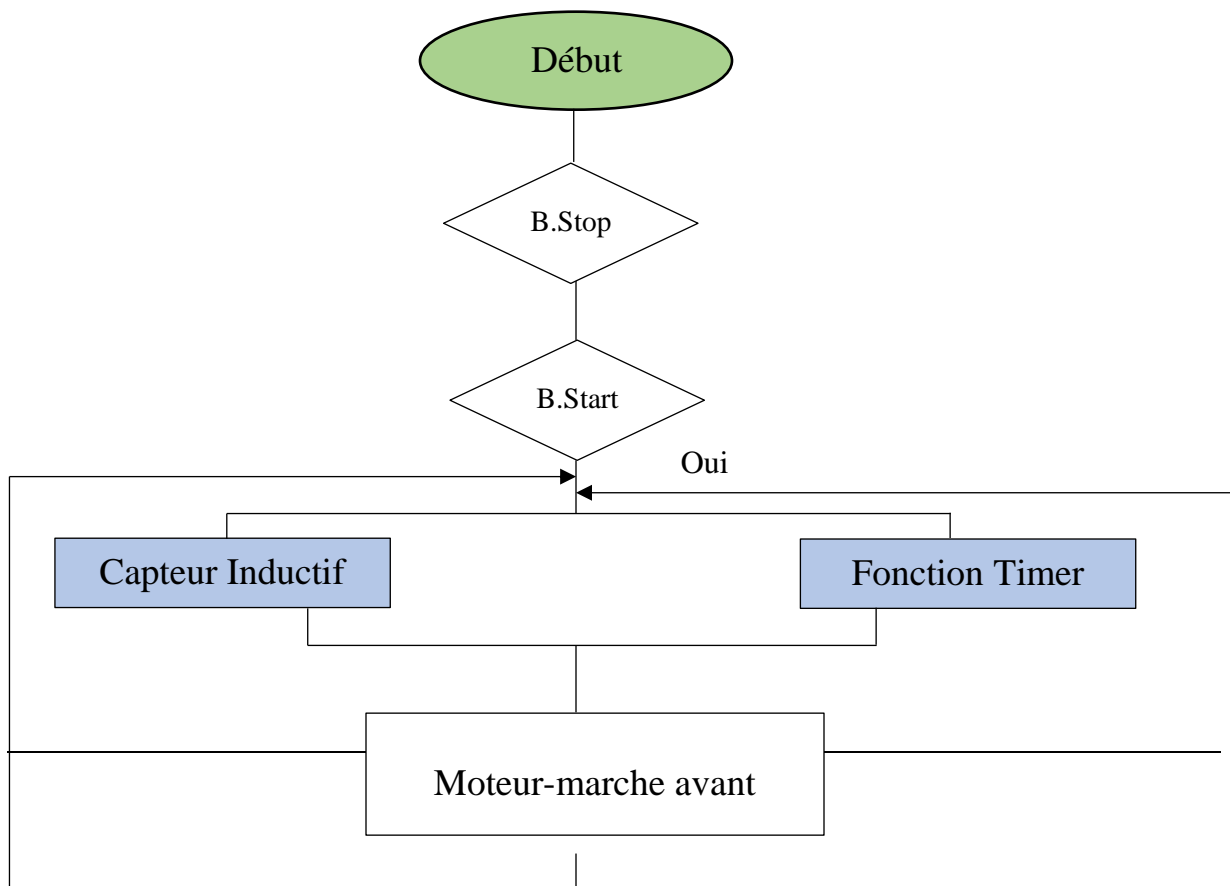 Début
B.Stop
B.Start
Oui
Capteur Inductif
Fonction Timer
Moteur-marche avant